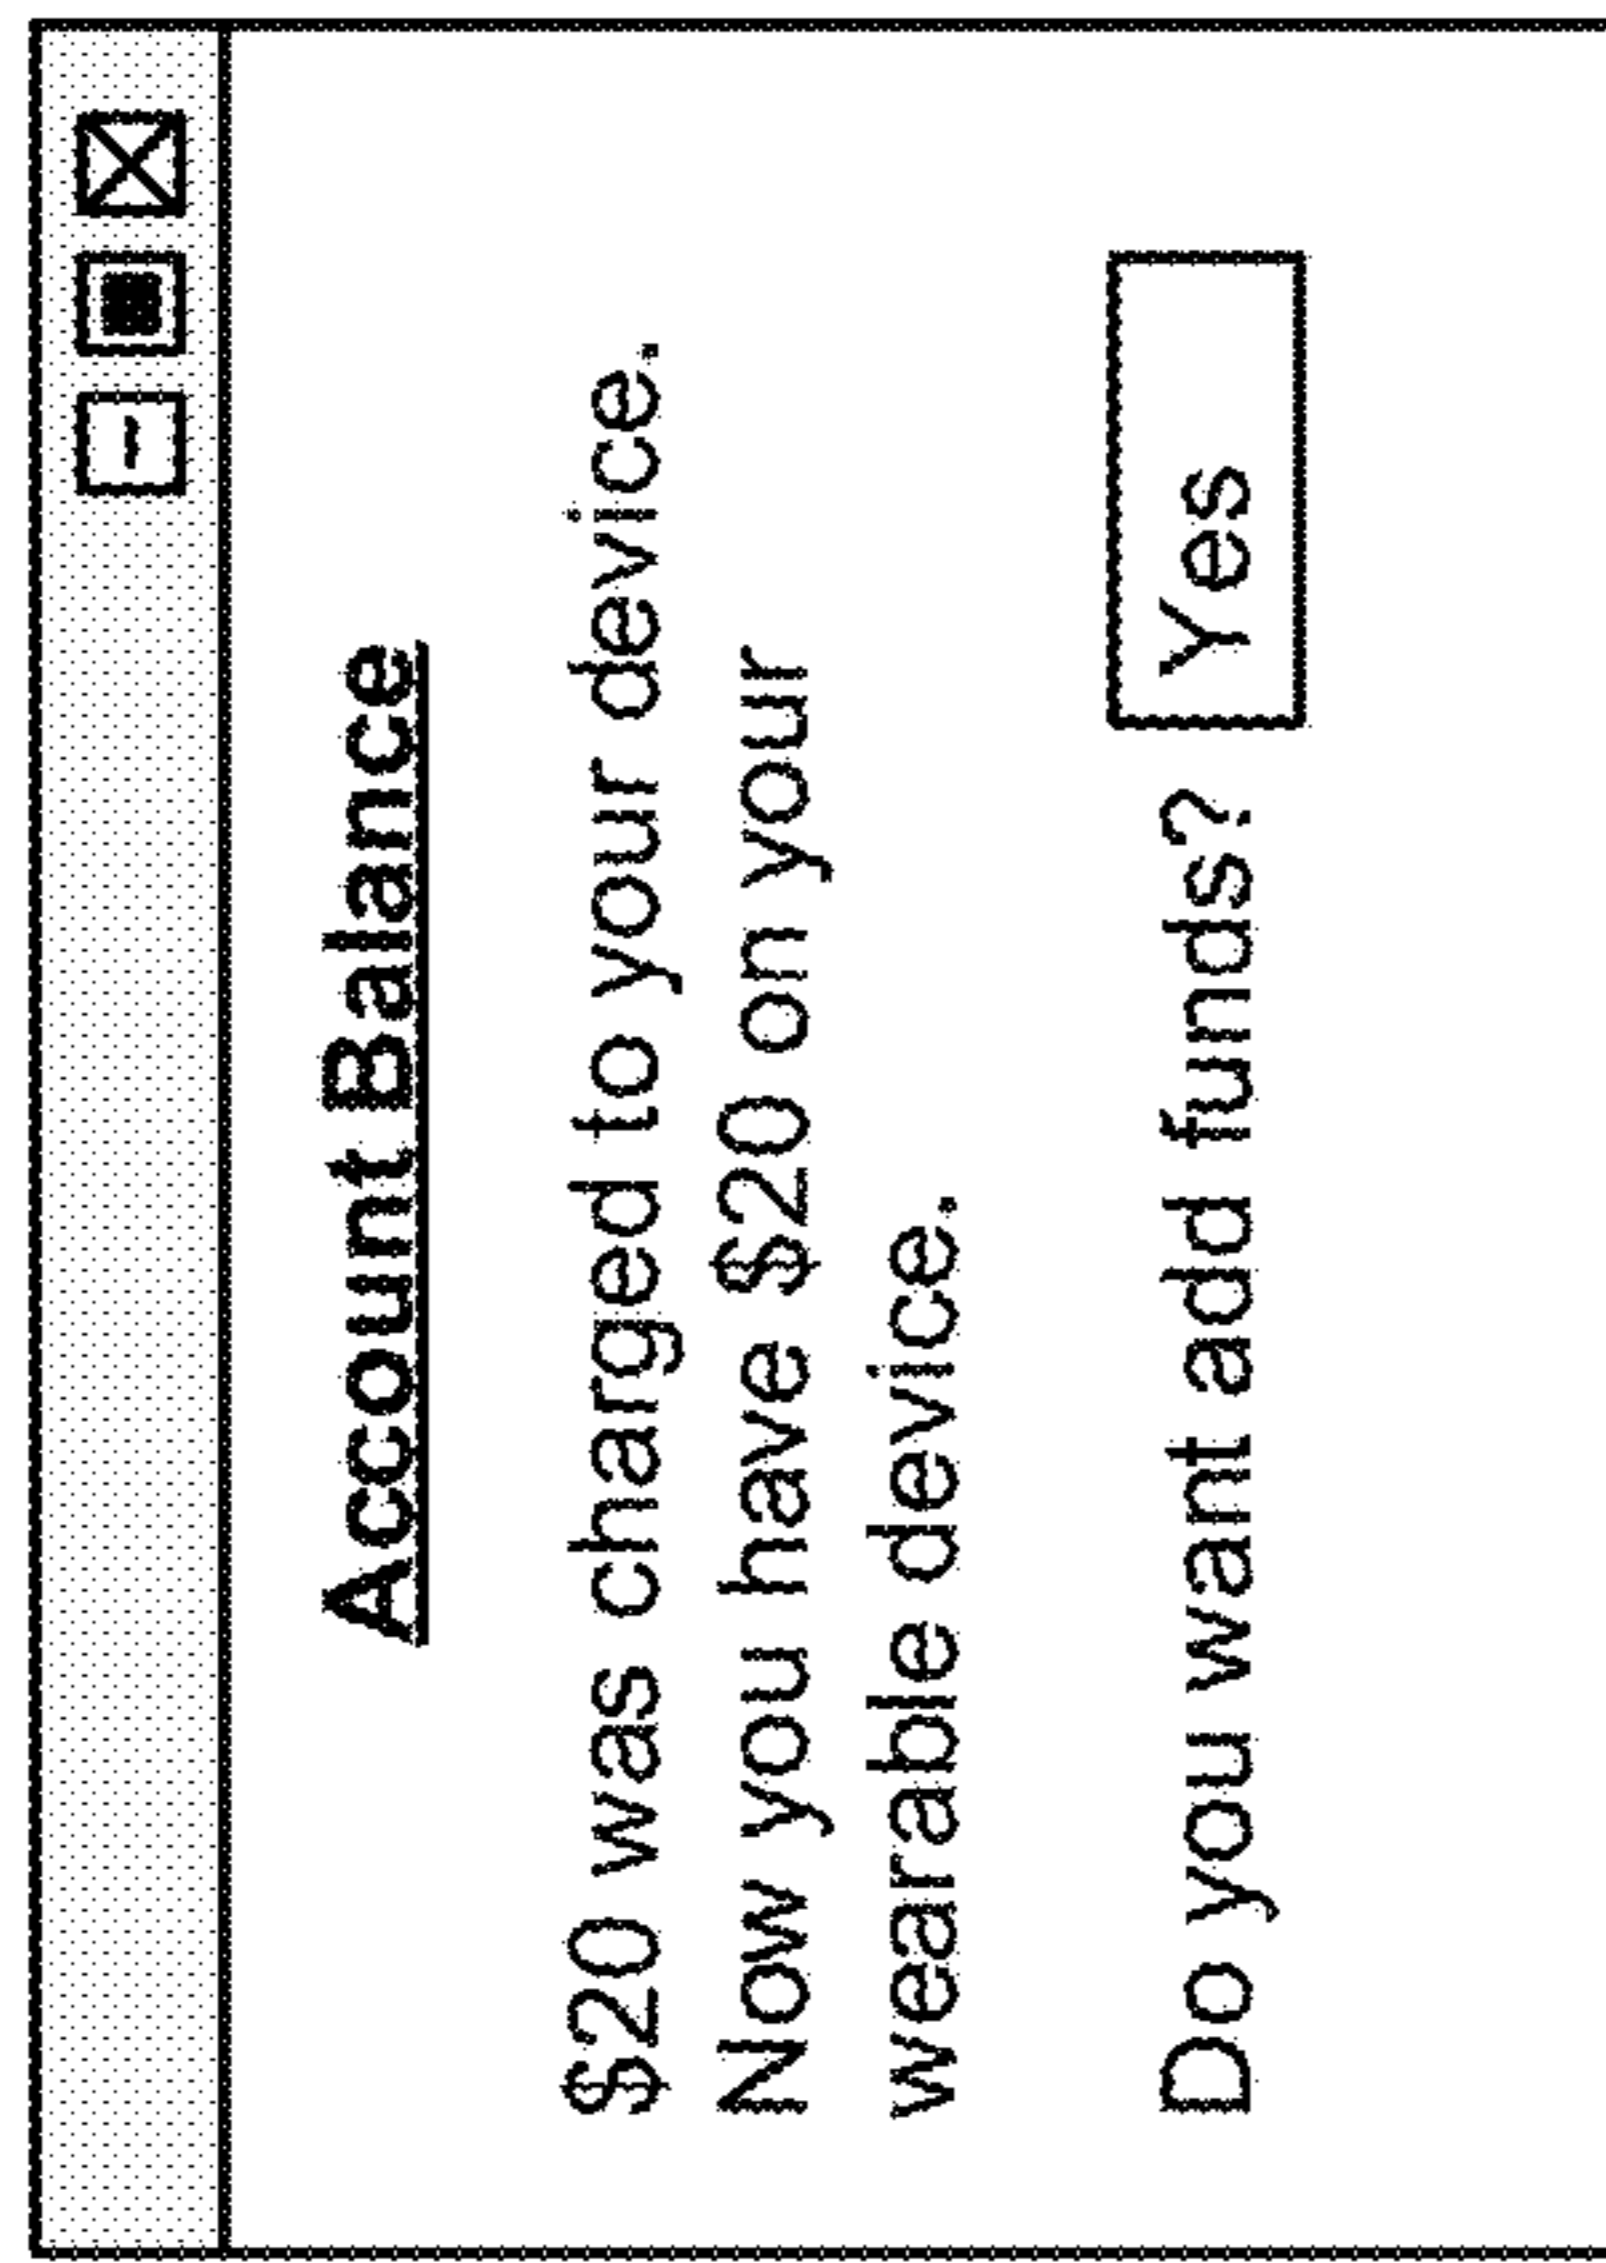 Account Balance
$20 was charged to your device.
Now you have $20 on your
wearable device.
Do you want add funds? Yes